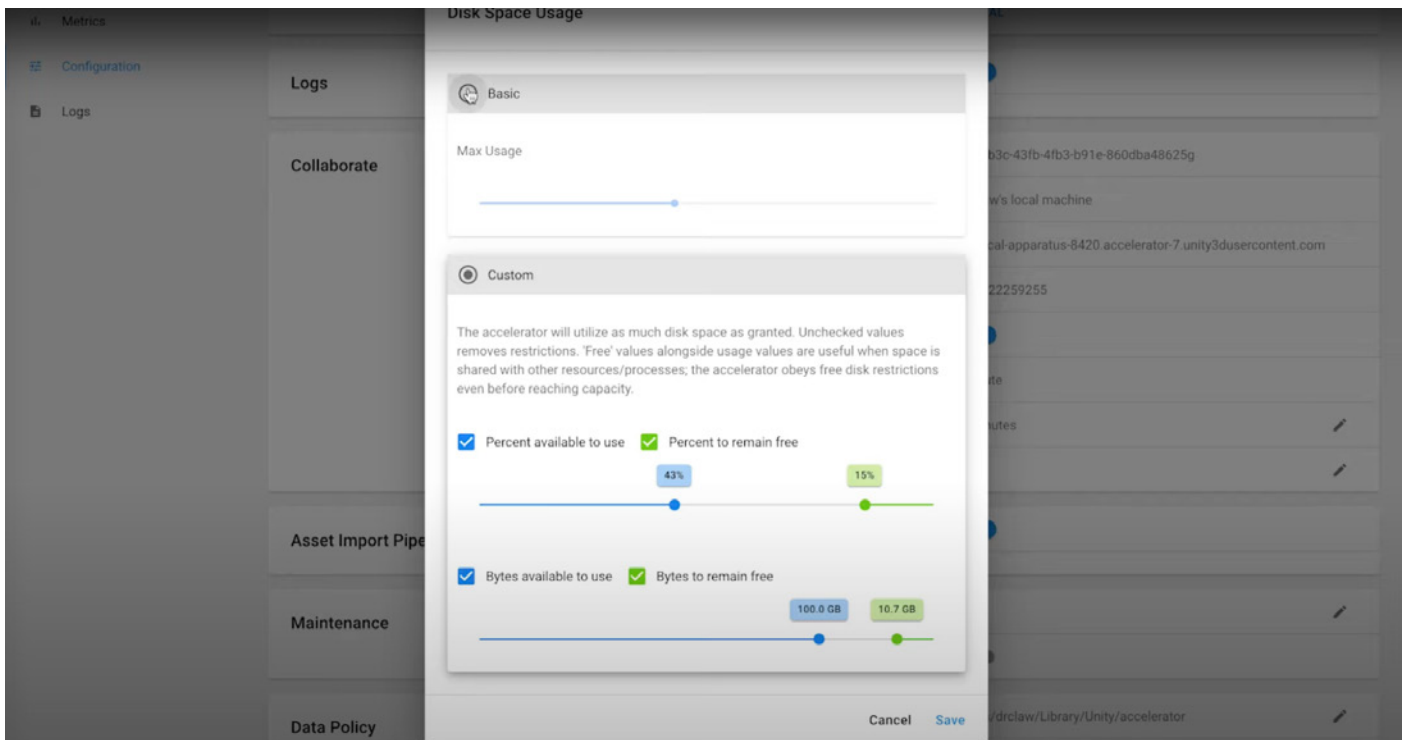 Metrics
Configuration
Logs
Logs
Collaborate
Asset Import Pipe
Maintenance
Data Policy
Disk Space Usage
Basic
Max Usage
Custom
The accelerator will utilize as much disk space as granted. Unchecked values
removes restrictions. 'Free' values alongside usage values are useful when space is
shared with other resources/processes; the accelerator obeys free disk restrictions
even before reaching capacity.
Percent available to use Percent to remain free
43% 15%
Bytes available to use Bytes to remain free
100.0 GB 10.7 GB
Cancel Save
b3c-43fb-4fb3-b91e-860dba48625g
w's local machine
cal-apparatus-8420.accelerator-7.unity3dusercontent.com
22259255
ute
nutes
/drclaw/Library/Unity/accelerator